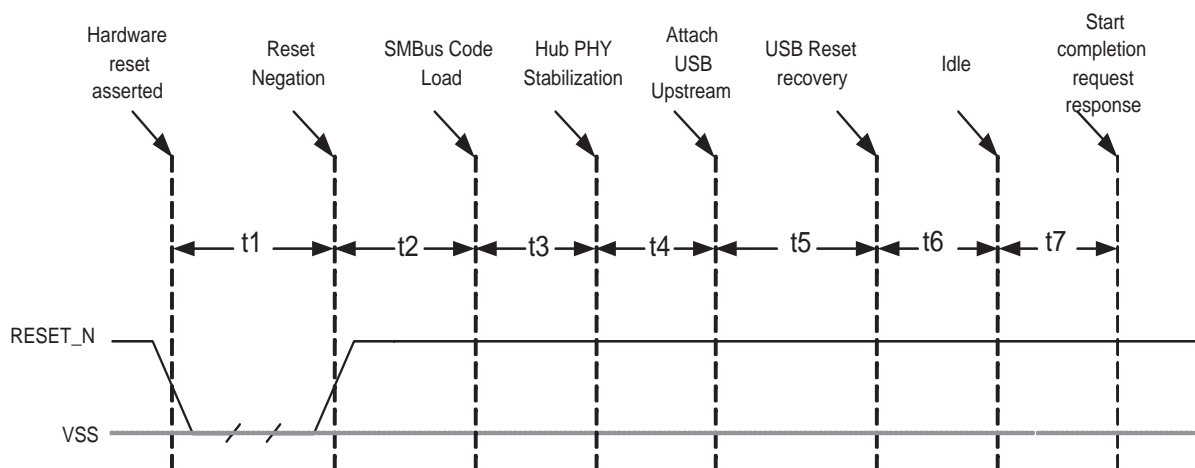 Hardware
reset
asserted
Reset
Negation
SMBus Code
Load
Hub PHY
Stabilization
Attach
USB
Upstream
USB Reset
recovery
Idle
Start
completion
request
response
t1
t2
t3
t4
t5
t6
t7
RESET_N
VSS